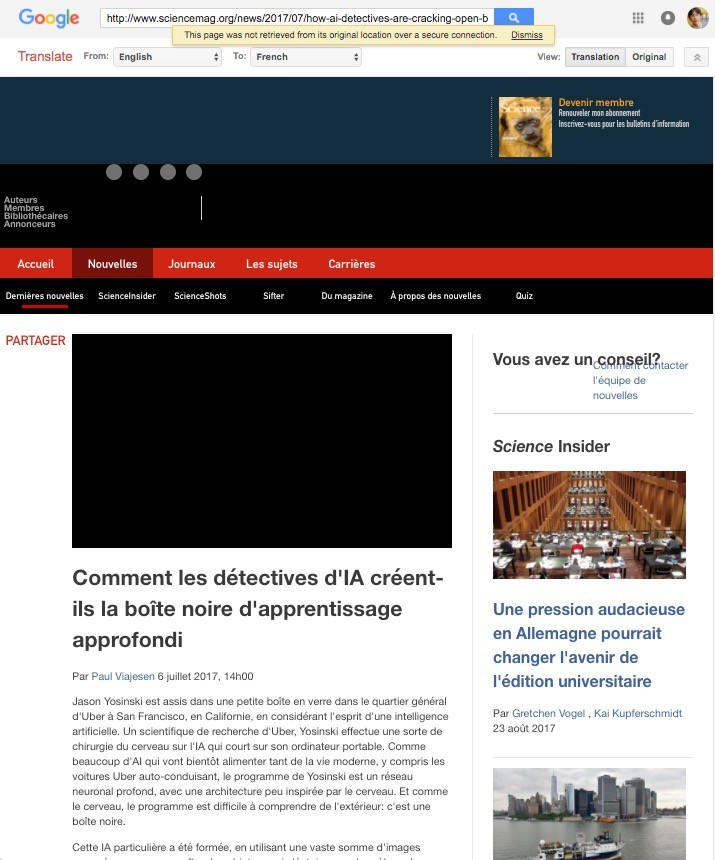 Google
http://www.sciencemag.org/news/2017/07/how-ai-detectives-are-cracking-open-b
This page was not retrieved from its original location over a secure connection. Dismiss
Translate From: English To: French View: Translation Original
Science
Devenir membre
Renouveler mon abonnement
Inscrivez-vous pour les bulletins d'information
Auteurs
Membres
Bibliothécaires
Annonceurs
Accueil Nouvelles Journaux Les sujets Carrières
Dernières nouvelles ScienceInsider ScienceShots Sifter Du magazine À propos des nouvelles Quiz
PARTAGER
Comment les détectives d'IA créent-
ils la boîte noire d'apprentissage
approfondi
Par Paul Viajesen 6 juillet 2017, 14h00
Jason Yosinski est assis dans une petite boîte en verre dans le quartier général
d'Uber à San Francisco, en Californie, en considérant l'esprit d'une intelligence
artificielle. Un scientifique de recherche d'Uber, Yosinski effectue une sorte de
chirurgie du cerveau sur l'IA qui court sur son ordinateur portable. Comme
beaucoup d'AI qui vont bientôt alimenter tant de la vie moderne, y compris les
voitures Uber auto-conduisant, le programme de Yosinski est un réseau
neuronal profond, avec une architecture peu inspirée par le cerveau. Et comme
le cerveau, le programme est difficile à comprendre de l'extérieur: c'est une
boîte noire.
Cette IA particulière a été formée, en utilisant une vaste somme d'images
Vous avez un conseil?
Comment contacter
l'équipe de
nouvelles
Science Insider
Une pression audacieuse
en Allemagne pourrait
changer l'avenir de
l'édition universitaire
Par Gretchen Vogel , Kai Kupferschmidt
23 août 2017